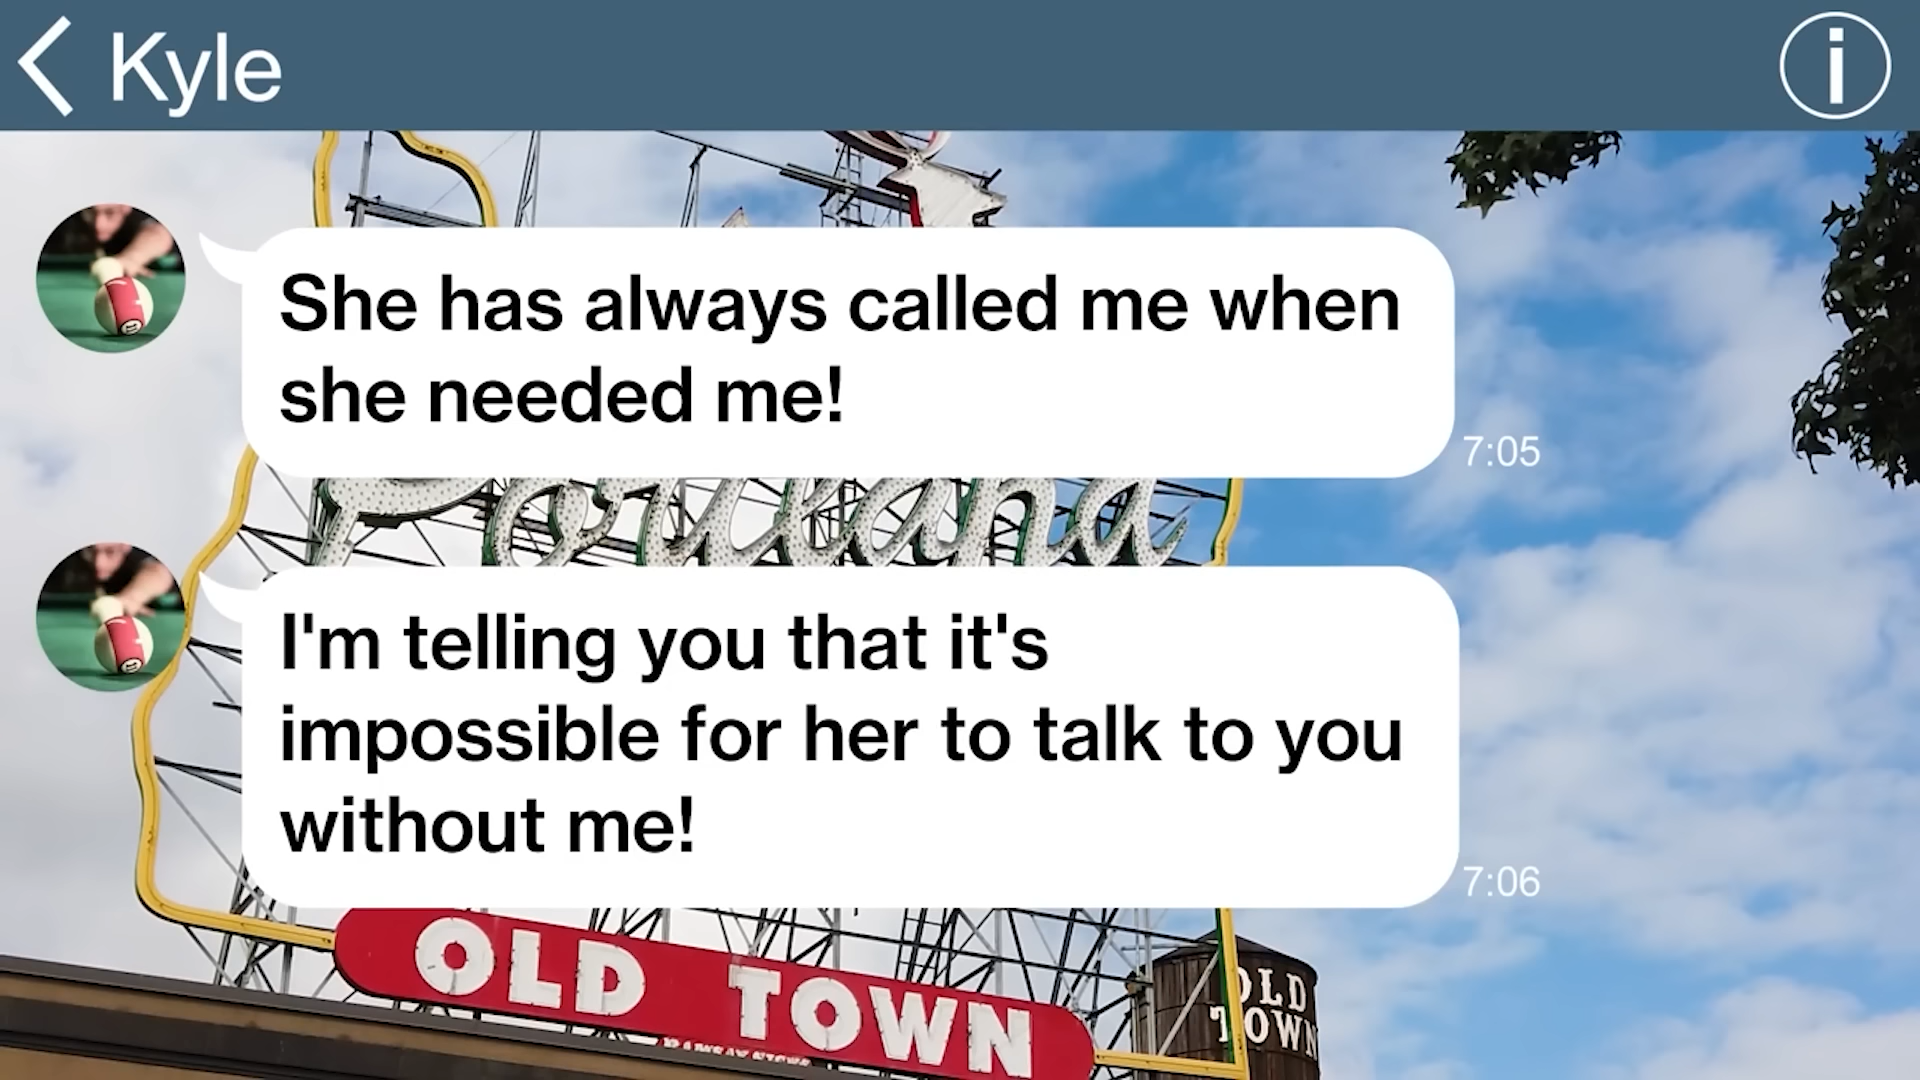 Kyle
She has always called me when
she needed me!
7:05
Portland
I'm telling you that it's
impossible for her to talk to you
without me!
7:06
OLD TOWN
OLD
TOWN